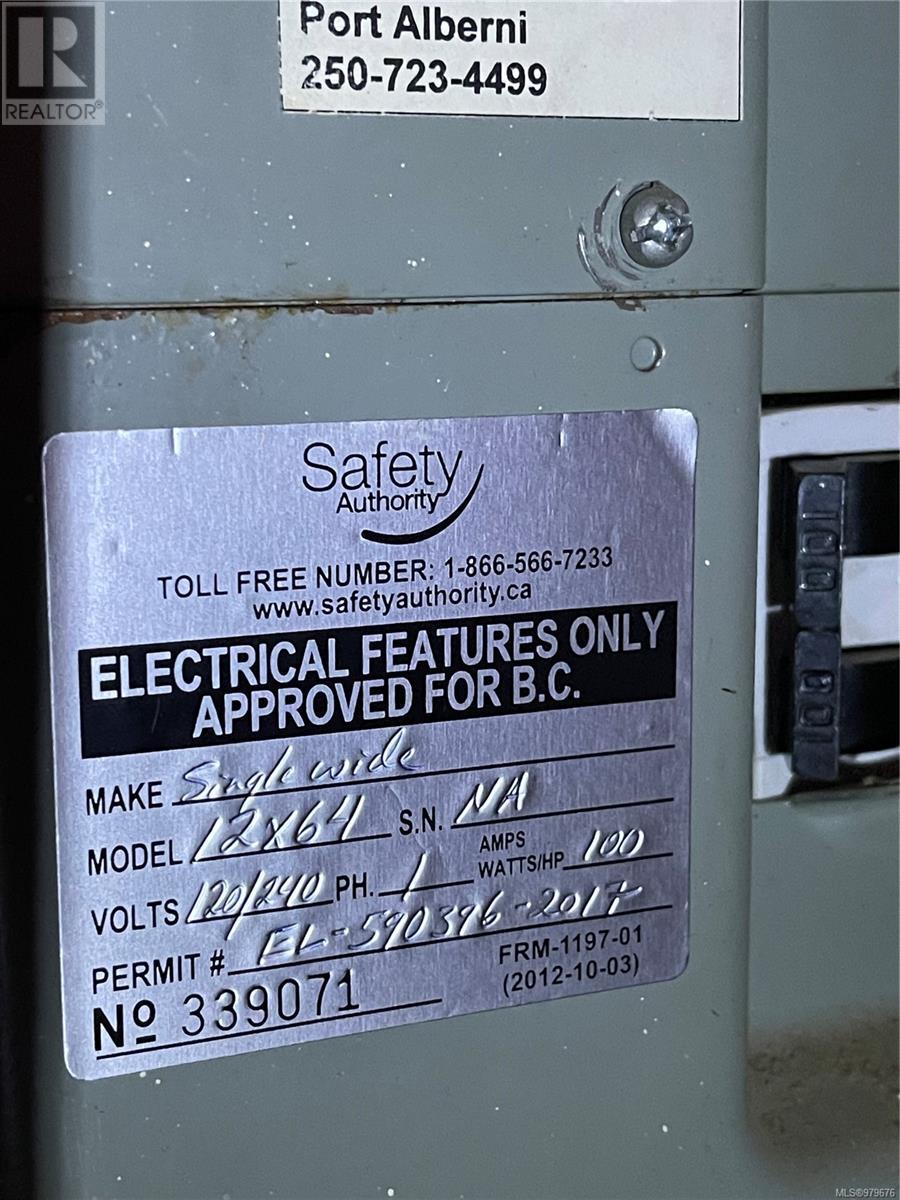 Port Alberni
250-723-4499
R
REALTOR®
Safety
Authority
TOLL FREE NUMBER: 1-866-566-7233
www.safetyauthority.ca
ELECTRICAL FEATURES ONLY
APPROVED FOR B.C.
MAKE Single wide
MODEL 12x64 S.N. NA
VOLTS 120/240 PH. 1 AMPS WATTS/HP 100
PERMIT # EL-590396-2017
No 339071
FRM-1197-01
(2012-10-03)
100
100
MLS®979676